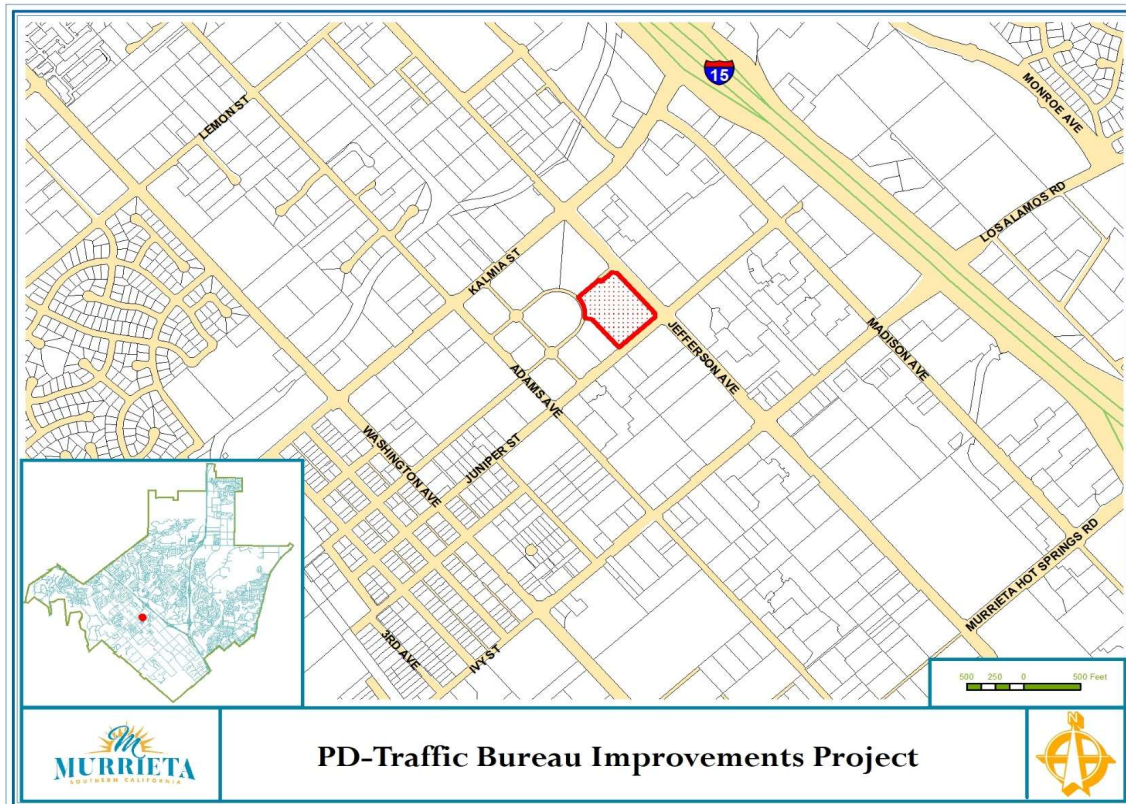 15
MONROE AVE
LEMON ST
LOS ALAMOS RD
KALMIA ST
JEFFERSON AVE
MADISON AVE
ADAMS AVE
WASHINGTON AVE
JUNIPER ST
MURRIETA HOT SPRINGS RD
3RD AVE
IVY ST
500 250 0 500 Feet
M
MURRIETA
SOUTHERN CALIFORNIA
PD-Traffic Bureau Improvements Project
N